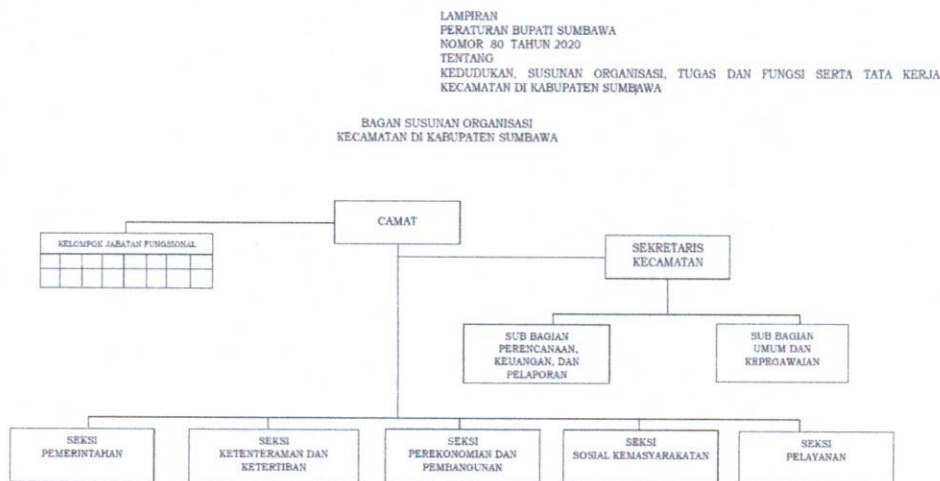 LAMPIRAN
PERATURAN BUPATI SUMBAWA
NOMOR 80 TAHUN 2020
TENTANG
KEDUDUKAN, SUSUNAN ORGANISASI, TUGAS DAN FUNGSI SERTA TATA KERJA
KECAMATAN DI KABUPATEN SUMBAWA
BAGAN SUSUNAN ORGANISASI
KECAMATAN DI KABUPATEN SUMBAWA
CAMAT
KELOMPOK JABATAN FUNGSIONAL
SEKRETARIS
KECAMATAN
SUB BAGIAN
PERENCANAAN,
KEUANGAN, DAN
PELAPORAN
SUB BAGIAN
UMUM DAN
KEPEGAWAIAN
SEKSI
PEMERINTAHAN
SEKSI
KETENTERAMAN DAN
KETERTIBAN
SEKSI
PEREKONOMIAN DAN
PEMBANGUNAN
SEKSI
SOSIAL KEMASYARAKATAN
SEKSI
PELAYANAN